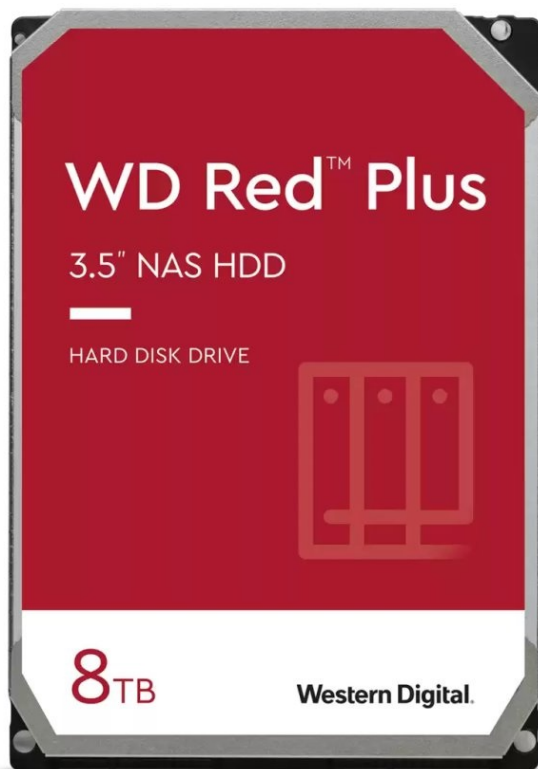 WD Red™ Plus
3.5" NAS HDD
HARD DISK DRIVE
8TB
Western Digital.